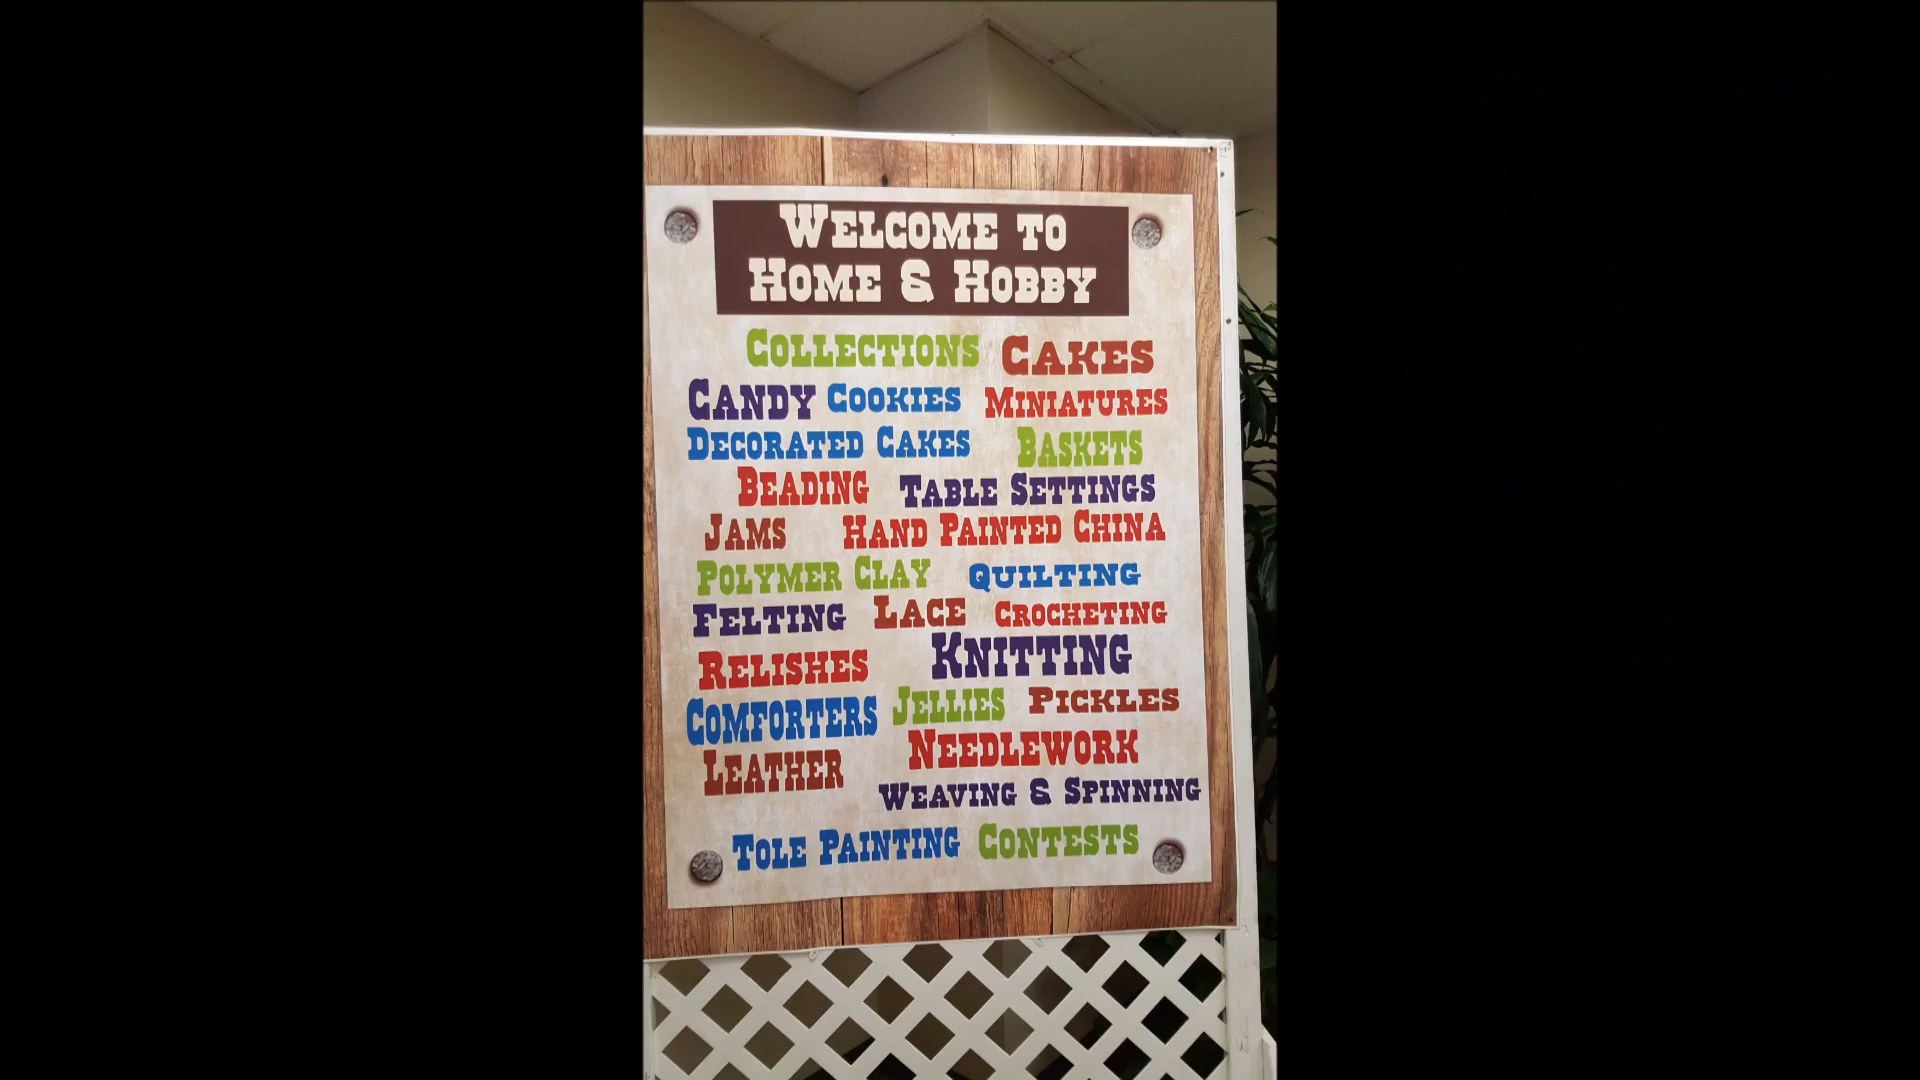 WELCOME TO
HOME & HOBBY
COLLECTIONS CAKES
CANDY COOKIES MINIATURES
DECORATED CAKES BASKETS
BEADING TABLE SETTINGS
JAMS HAND PAINTED CHINA
POLYMER CLAY QUILTING
FELTING LACE CROCHETING
RELISHES KNITTING
COMFORTERS JELLIES PICKLES
LEATHER NEEDLEWORK
WEAVING & SPINNING
TOLE PAINTING CONTESTS